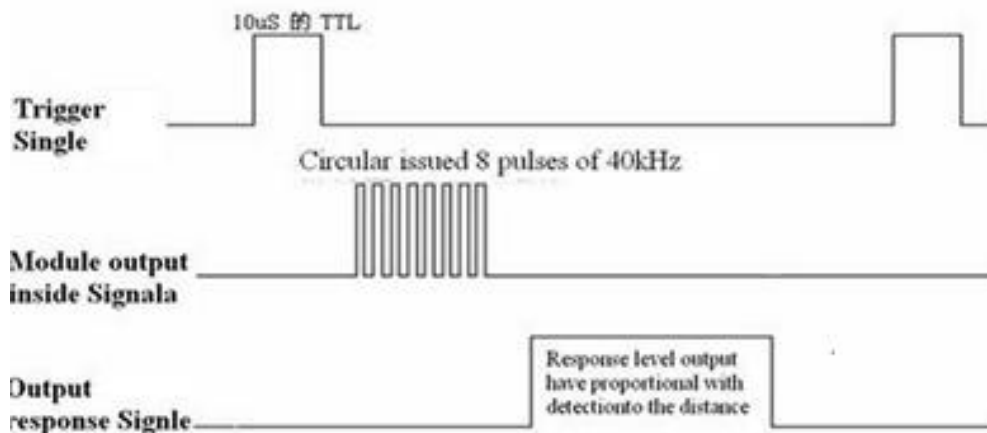 10uS 的 TTL
Trigger
Single
Circular issued 8 pulses of 40kHz
Module output
inside Signala
Response level output
have proportional with
detectionto the distance
Output
response Signle